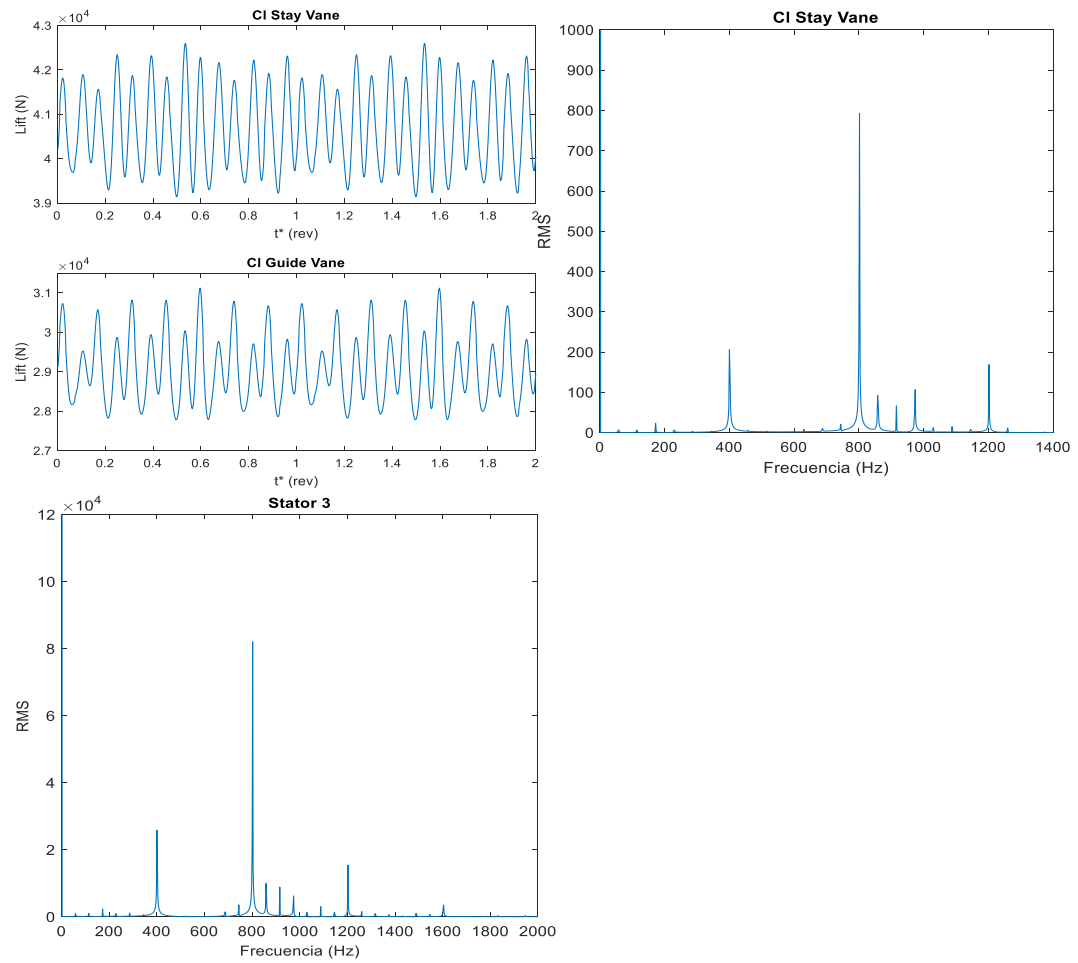 Cl Stay Vane
×10⁴
4.3
4.2
4.1
4
3.9
Lift (N)
0 0.2 0.4 0.6 0.8 1 1.2 1.4 1.6 1.8 2
t* (rev)
Cl Guide Vane
×10⁴
3.1
3
2.9
2.8
2.7
Lift (N)
0 0.2 0.4 0.6 0.8 1 1.2 1.4 1.6 1.8 2
t* (rev)
Cl Stay Vane
1000
900
800
700
600
500
400
300
200
100
0
RMS
0 200 400 600 800 1000 1200 1400
Frecuencia (Hz)
Stator 3
×10⁴
12
10
8
6
4
2
0
RMS
0 200 400 600 800 1000 1200 1400 1600 1800 2000
Frecuencia (Hz)